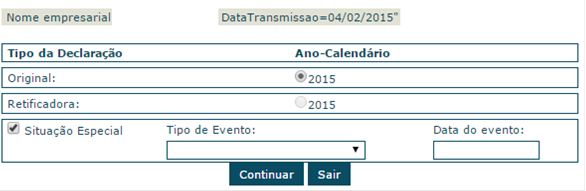 Nome empresarial DataTransmissao=04/02/2015"
Tipo da Declaração Ano-Calendário
Original: 2015
Retificadora: 2015
Situação Especial Tipo de Evento: Data do evento:
Continuar Sair